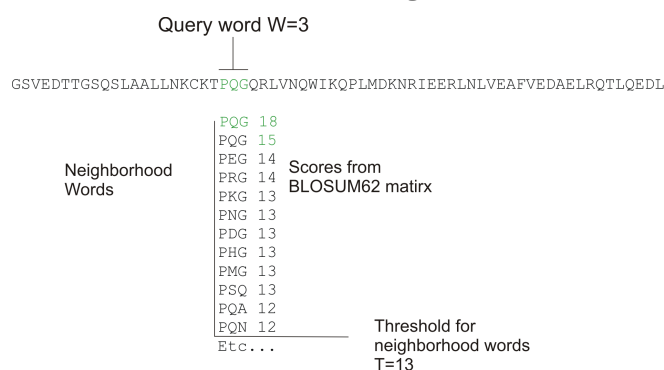 Query word W=3
GSVEDTTGSQSLAALLNKCKTPQGQRLVNQWIKQPLMDKNRIEERLNLVEAFVEDAELRQTLQEDL
PQG 18
PQG 15
PEG 14
PRG 14
PKG 13
PNG 13
PDG 13
PHG 13
PMG 13
PSQ 13
PQA 12
PQN 12
Etc...
Neighborhood
Words
Scores from
BLOSUM62 matirx
Threshold for
neighborhood words
T=13